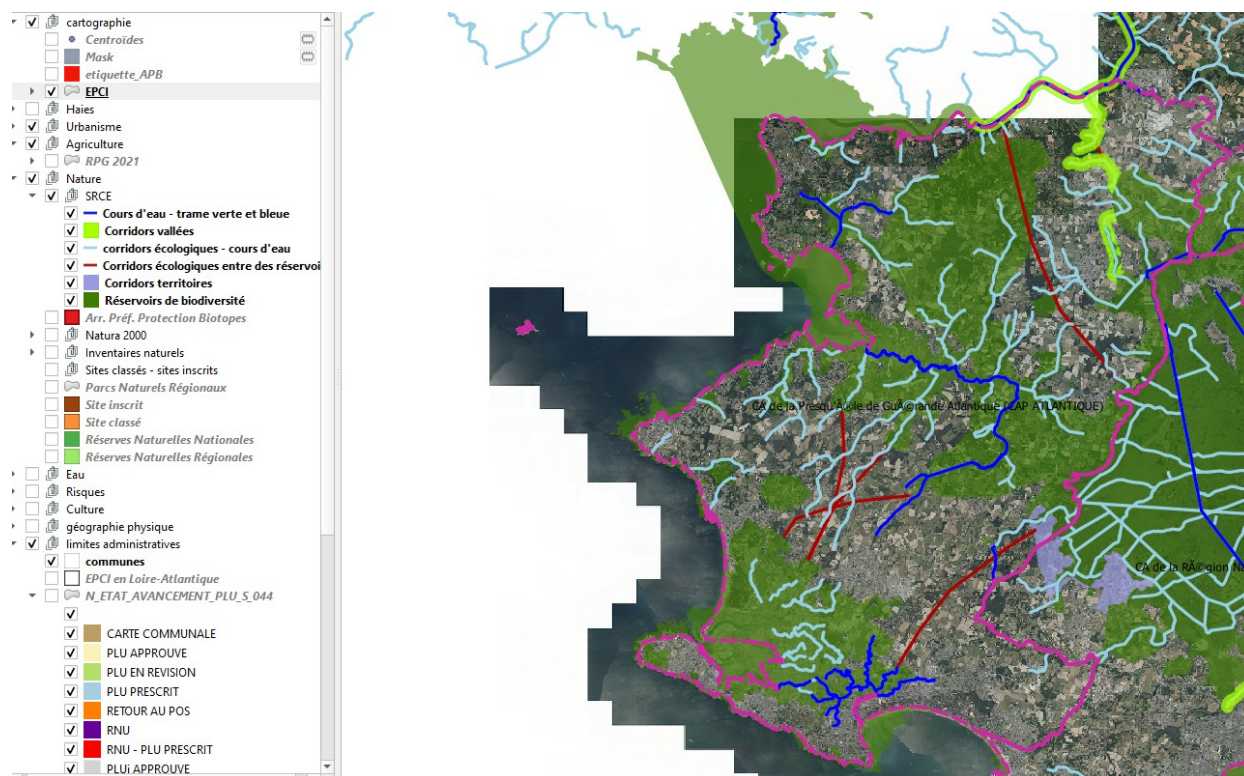 cartographie
Centroïdes
Mask
etiquette_APB
EPCI
Haies
Urbanisme
Agriculture
RPG 2021
Nature
SRCE
Cours d'eau - trame verte et bleue
Corridors vallées
corridors écologiques - cours d'eau
Corridors écologiques entre des réservoi
Corridors territoires
Réservoirs de biodiversité
Arr. Préf. Protection Biotopes
Natura 2000
Inventaires naturels
Sites classés - sites inscrits
Parcs Naturels Régionaux
Site inscrit
Site classé
Réserves Naturelles Nationales
Réserves Naturelles Régionales
Eau
Risques
Culture
géographie physique
limites administratives
communes
EPCI en Loire-Atlantique
N_ETAT_AVANCEMENT_PLU_S_044
CARTE COMMUNALE
PLU APPROUVE
PLU EN REVISION
PLU PRESCRIT
RETOUR AU POS
RNU
RNU - PLU PRESCRIT
PLUi APPROUVE
CA de la Presqu'Ã®le de GuÃ©rande Atlantique (CAP ATLANTIQUE)
CA de la RÃ©gion Na